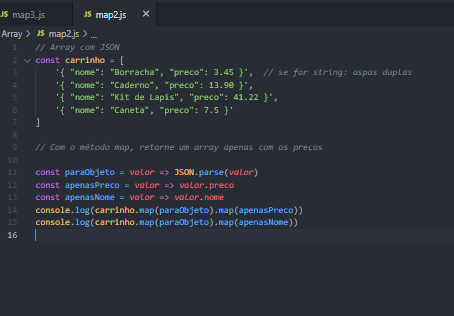 JS map3.js JS map2.js ×
Array > JS map2.js > ...
1 // Array com JSON
2 const carrinho = [
3 '{ "nome": "Borracha", "preco": 3.45 }', // se for string: aspas duplas
4 '{ "nome": "Caderno", "preco": 13.90 }',
5 '{ "nome": "Kit de Lapis", "preco": 41.22 }',
6 '{ "nome": "Caneta", "preco": 7.5 }'
7 ]
8
9 // Com o método map, retorne um array apenas com os preços
10
11 const paraObjeto = valor => JSON.parse(valor)
12 const apenasPreco = valor => valor.preco
13 const apenasNome = valor => valor.nome
14 console.log(carrinho.map(paraObjeto).map(apenasPreco))
15 console.log(carrinho.map(paraObjeto).map(apenasNome))
16